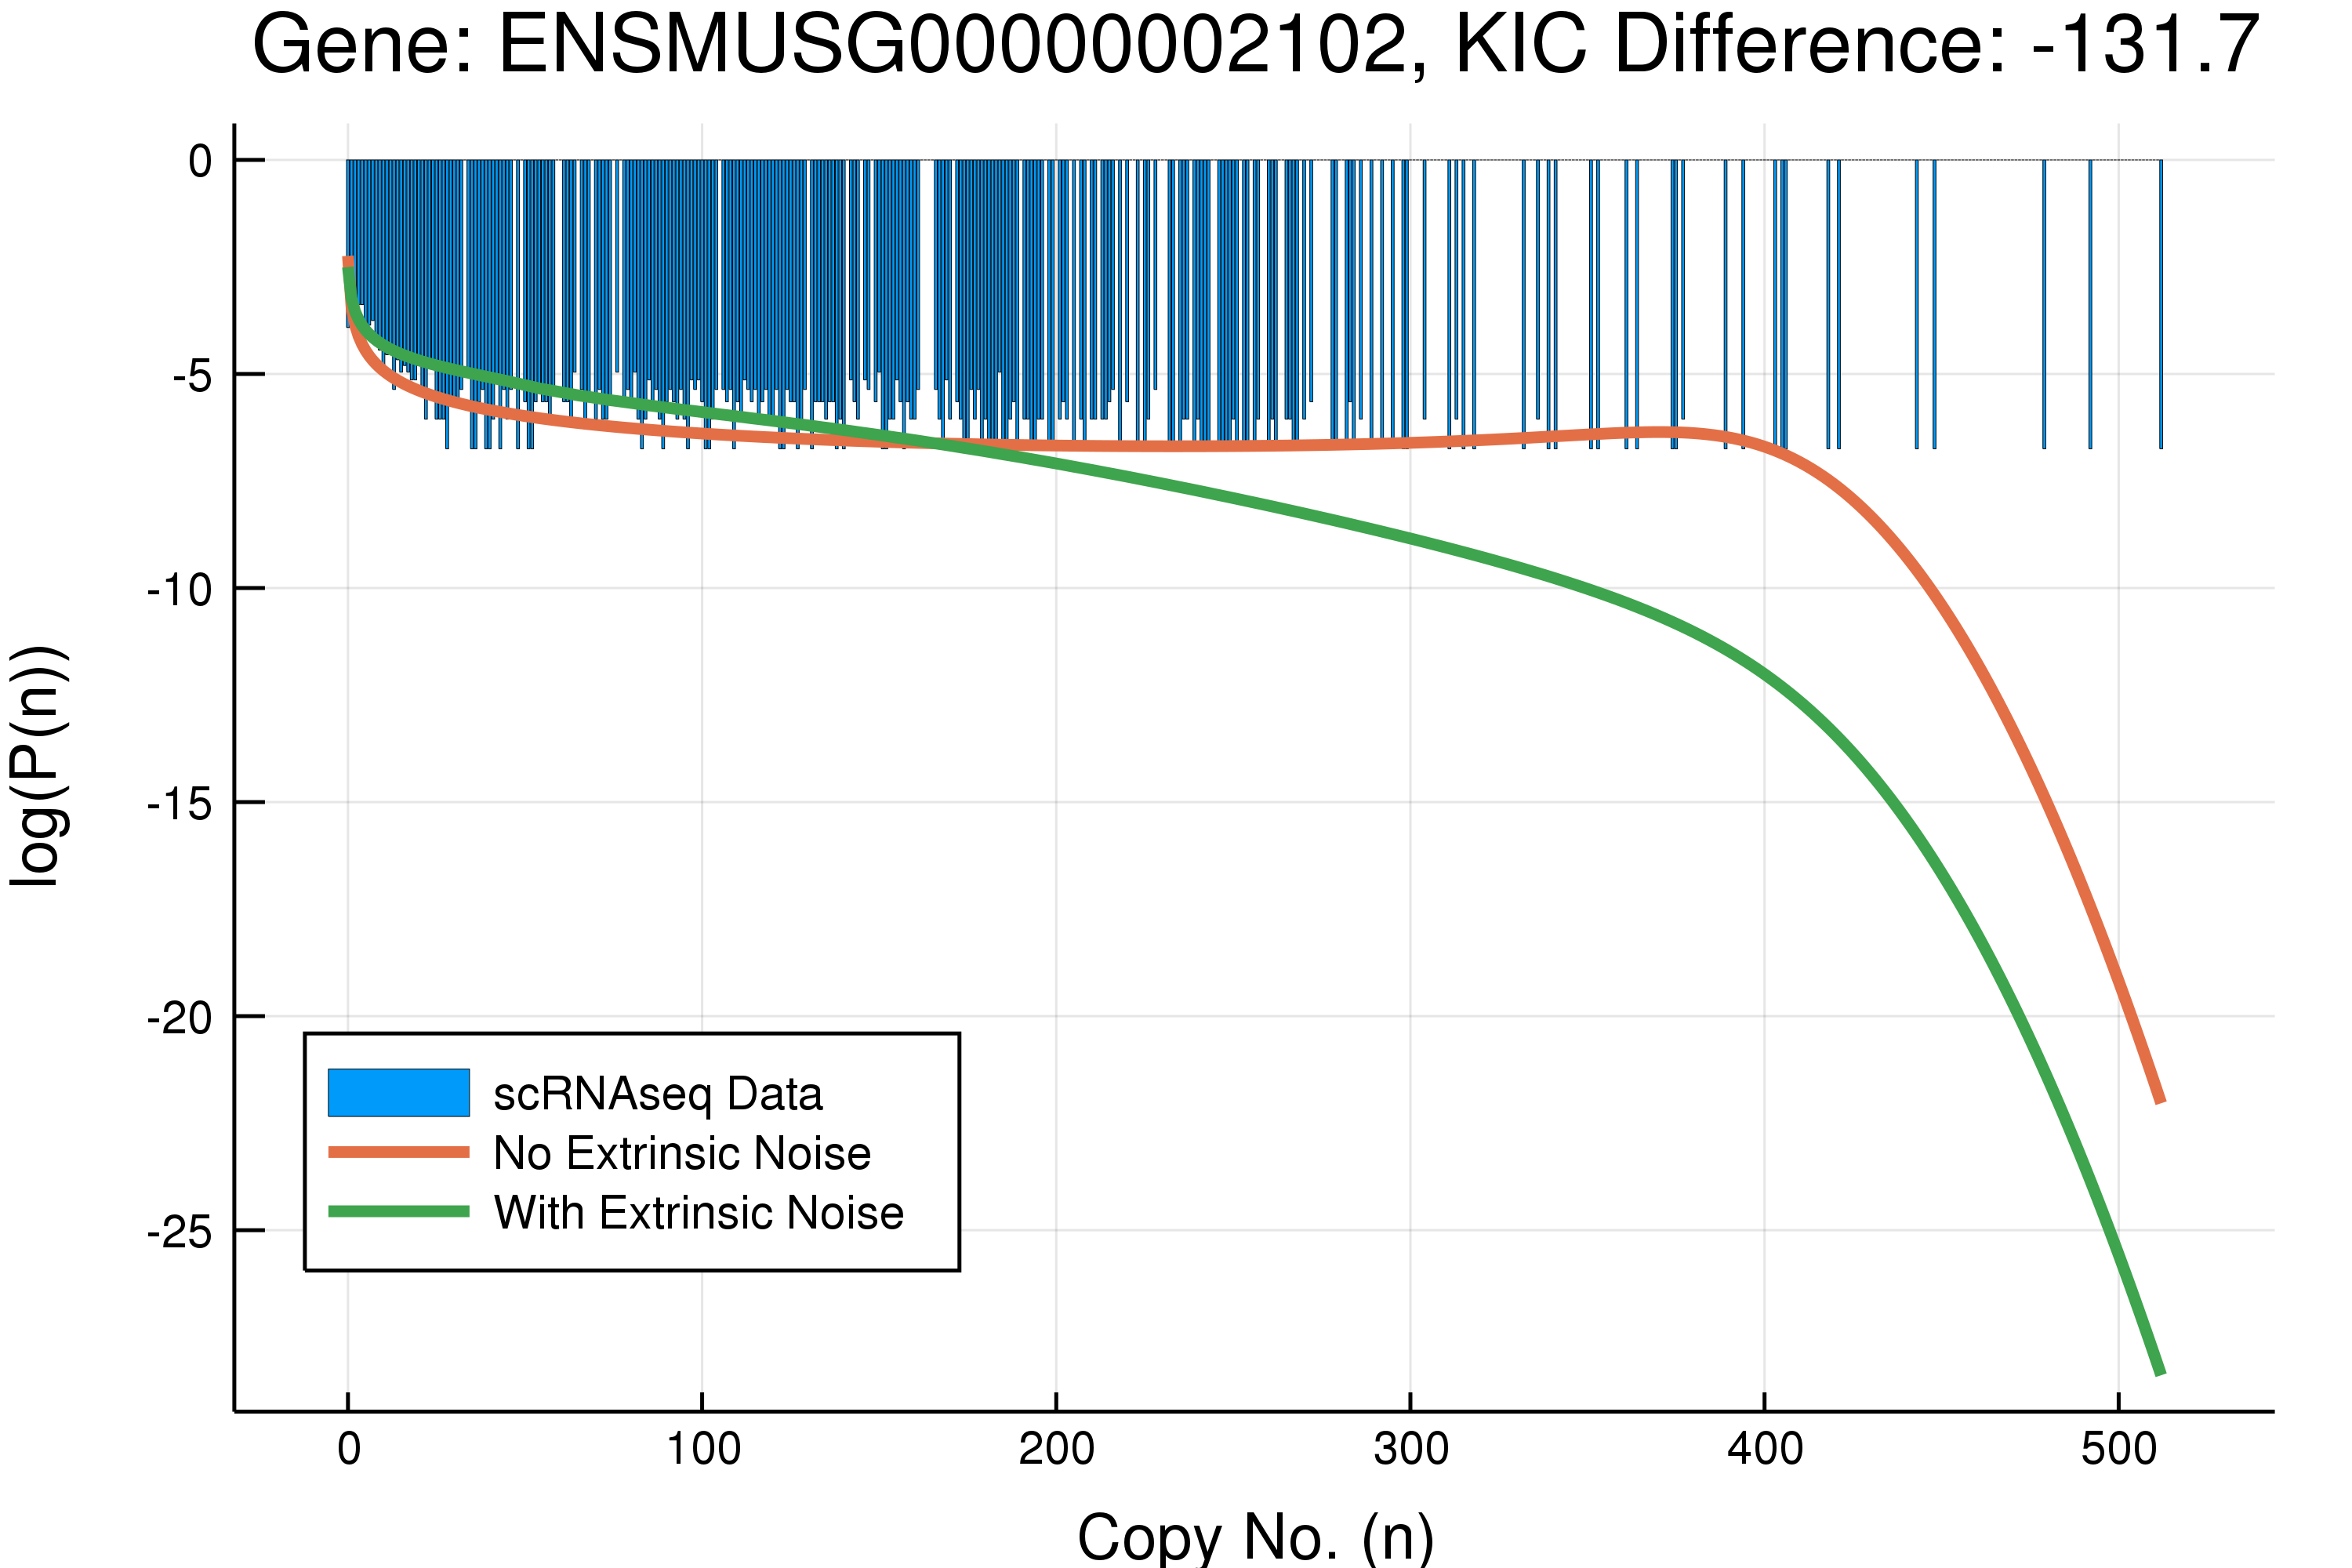 Gene: ENSMUSG00000002102, KIC Difference: -131.7
0
-5
-10
-15
-20
-25
log(P(n))
scRNAseq Data
No Extrinsic Noise
With Extrinsic Noise
0 100 200 300 400 500
Copy No. (n)